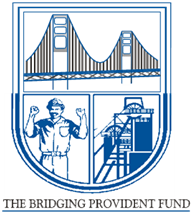 THE BRIDGING PROVIDENT FUND